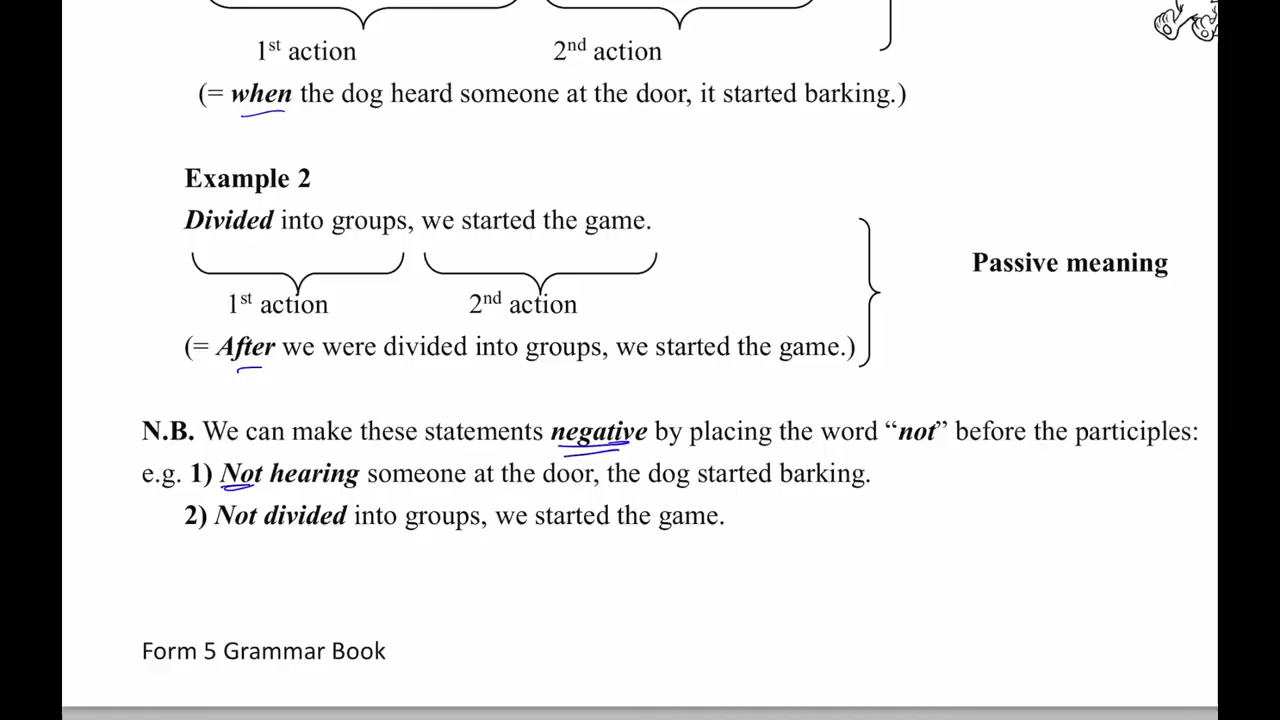 1st action 2nd action
(= when the dog heard someone at the door, it started barking.)
Example 2
Divided into groups, we started the game.
Passive meaning
1st action 2nd action
(= After we were divided into groups, we started the game.)
N.B. We can make these statements negative by placing the word “not” before the participles:
e.g. 1) Not hearing someone at the door, the dog started barking.
2) Not divided into groups, we started the game.
Form 5 Grammar Book